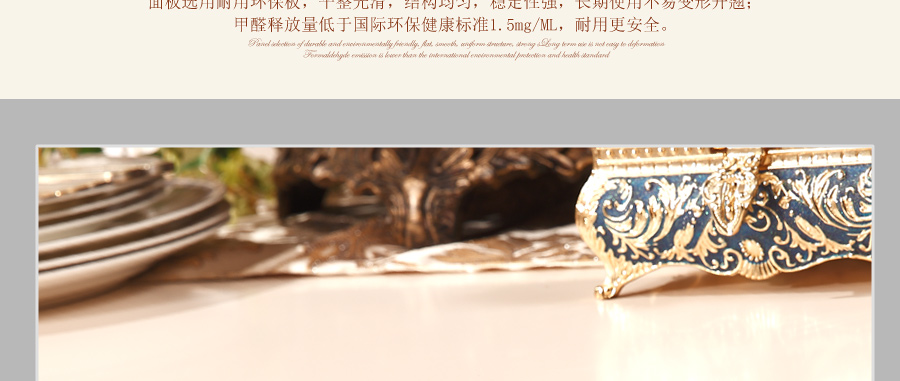 面板选用耐用环保板，平整光滑，结构均匀，稳定性强，长期使用不易变形升翘；
甲醛释放量低于国际环保健康标准1.5mg/ML，耐用更安全。
Panel selection of durable and environmentally friendly, flat, smooth, uniform structure, strong sLong term use is not easy to deformation
Formaldehyde emission is lower than the international environmental protection and health standard